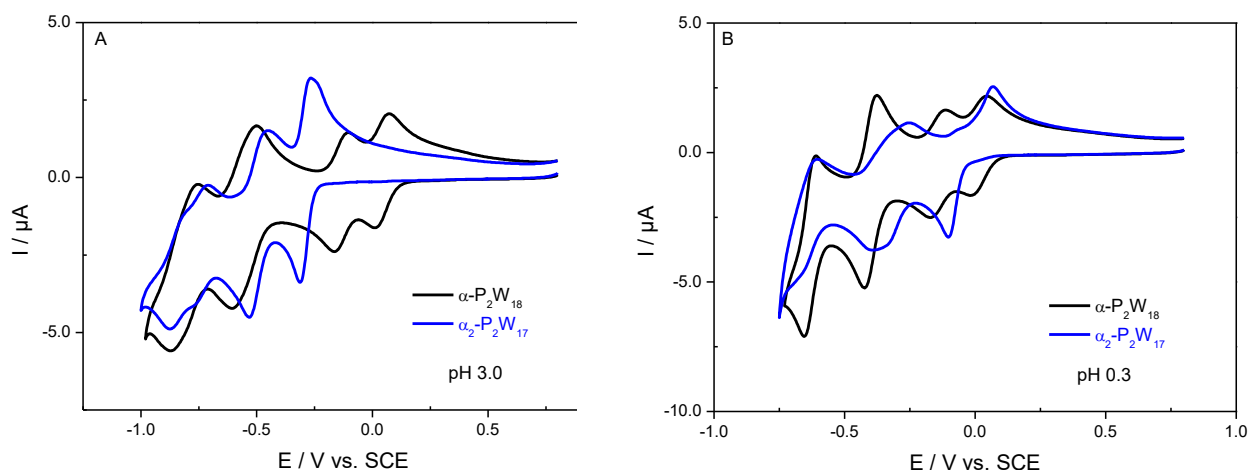 A
5.0
0.0
-5.0
I / µA
-1.0
-0.5
0.0
0.5
E / V vs. SCE
α-P₂W₁₈
α₂-P₂W₁₇
pH 3.0
B
5.0
0.0
-5.0
-10.0
I / µA
-1.0
-0.5
0.0
0.5
1.0
E / V vs. SCE
α-P₂W₁₈
α₂-P₂W₁₇
pH 0.3